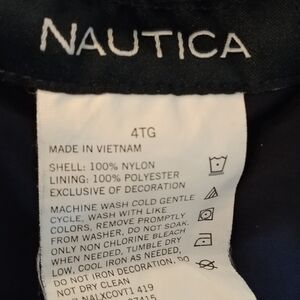 NAUTICA
4TG
MADE IN VIETNAM
SHELL: 100% NYLON
LINING: 100% POLYESTER
EXCLUSIVE OF DECORATION
MACHINE WASH COLD GENTLE
CYCLE, WASH WITH LIKE
COLORS, REMOVE PROMPTLY
FROM WASHER, DO NOT SOAK.
ONLY NON CHLORINE BLEACH
WHEN NEEDED, TUMBLE DRY
LOW, COOL IRON AS NEEDED,
DO NOT IRON DECORATION, DO
NOT DRY CLEAN
NALXCOVT1 419